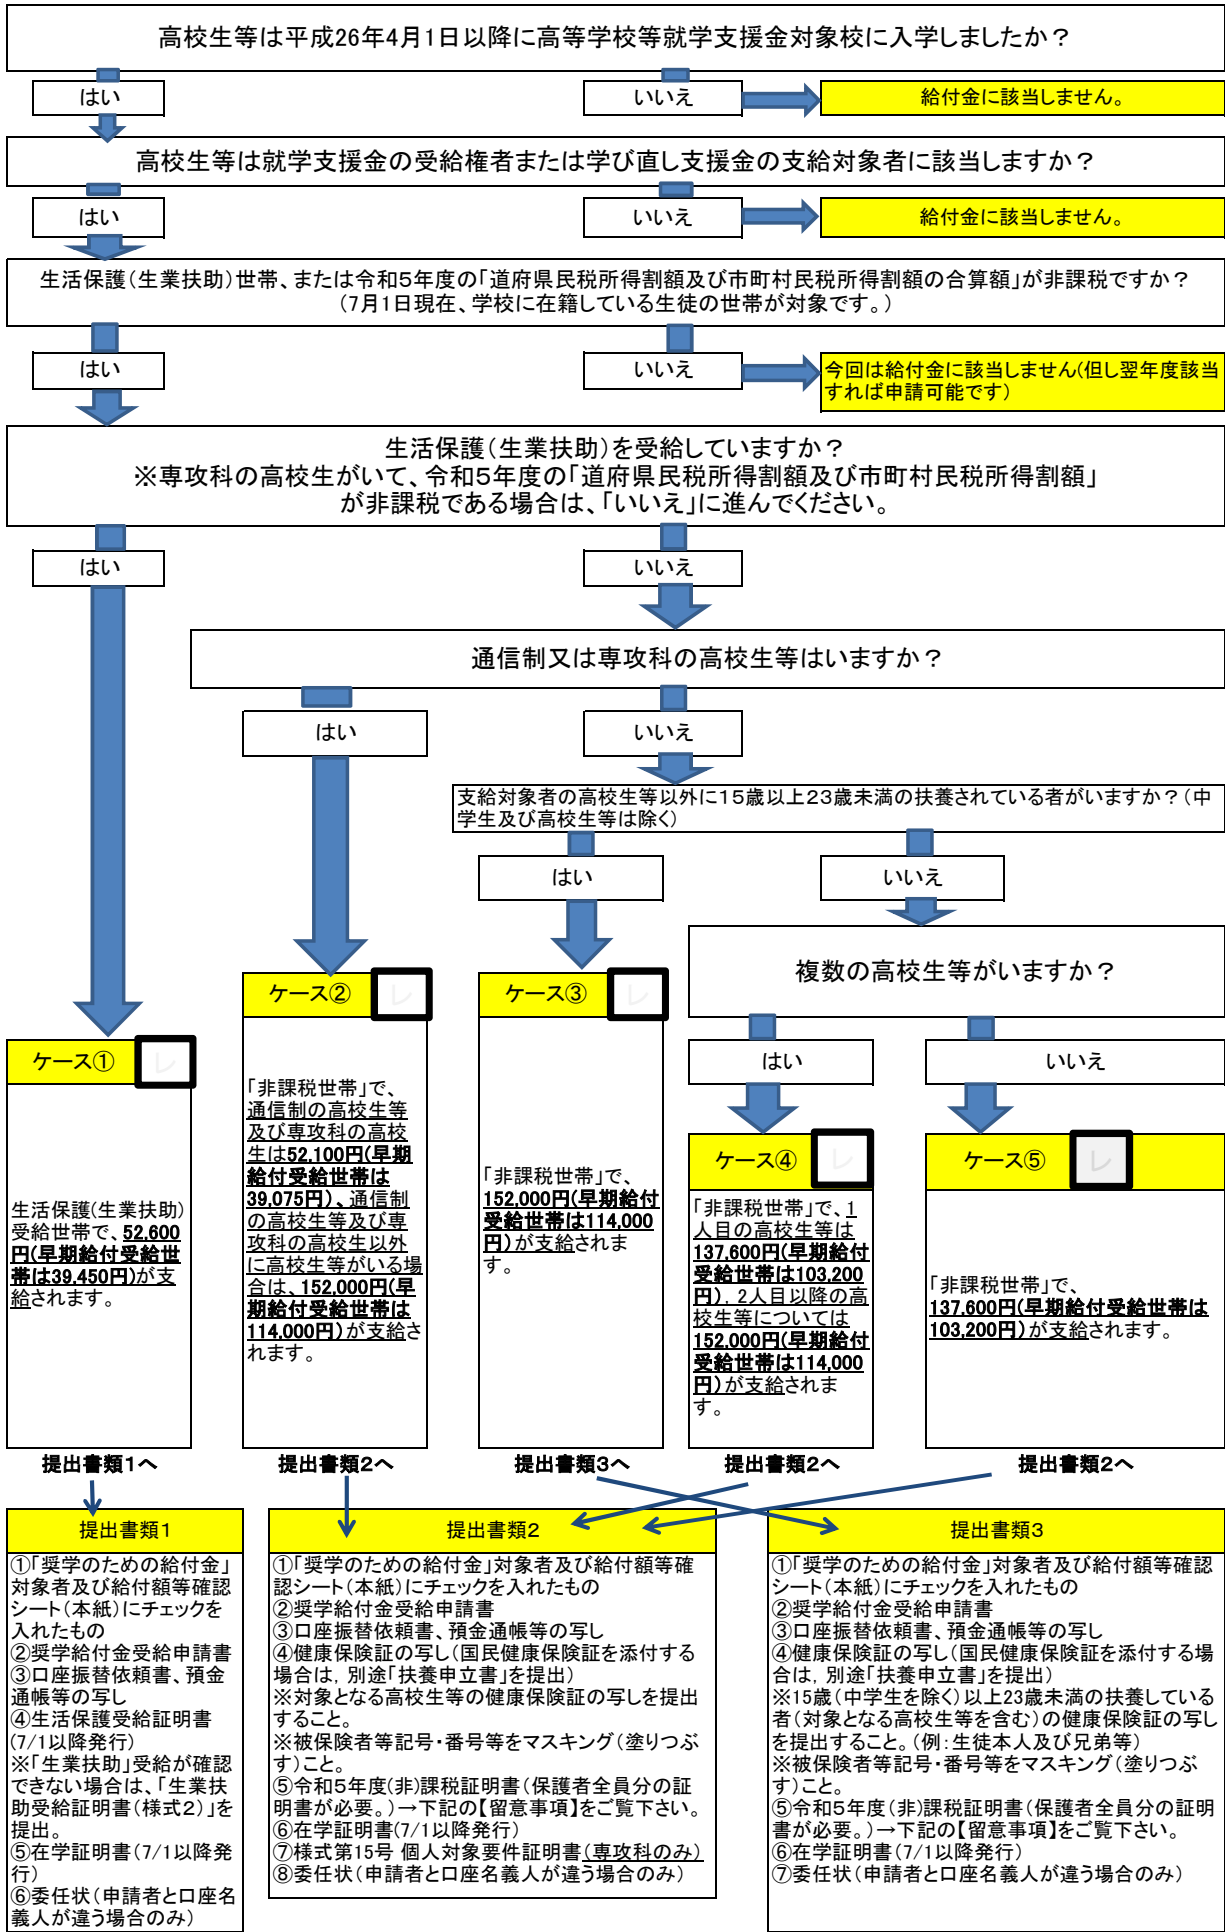 高校生等は平成26年4月1日以降に高等学校等就学支援金対象校に入学しましたか？
はい
いいえ
給付金に該当しません。
高校生等は就学支援金の受給権者または学び直し支援金の支給対象者に該当しますか？
はい
いいえ
給付金に該当しません。
生活保護(生業扶助)世帯、または令和5年度の「道府県民税所得割額及び市町村民税所得割額の合算額」が非課税ですか？
(7月1日現在、学校に在籍している生徒の世帯が対象です。)
はい
いいえ
今回は給付金に該当しません(但し翌年度該当
すれば申請可能です)
生活保護(生業扶助)を受給していますか？
※専攻科の高校生がいて、令和5年度の「道府県民税所得割額及び市町村民税所得割額」
が非課税である場合は、「いいえ」に進んでください。
はい
いいえ
通信制又は専攻科の高校生等はいますか？
はい
いいえ
支給対象者の高校生等以外に15歳以上23歳未満の扶養されている者がいますか？(中
学生及び高校生等は除く)
はい
いいえ
複数の高校生等がいますか？
はい
いいえ
ケース① レ
生活保護(生業扶助)
受給世帯で、52,600
円(早期給付受給世
帯は39,450円)が支
給されます。
提出書類1へ
ケース② レ
「非課税世帯」で、
通信制の高校生等
及び専攻科の高校
生は52,100円(早期
給付受給世帯は
39,075円)、通信制
の高校生等及び専
攻科の高校生以外
に高校生等がいる場
合は、152,000円(早
期給付受給世帯は
114,000円)が支給さ
れます。
提出書類2へ
ケース③ レ
「非課税世帯」で、
152,000円(早期給付
受給世帯は114,000
円)が支給されま
す。
提出書類3へ
ケース④ レ
「非課税世帯」で、1
人目の高校生等は
137,600円(早期給付
受給世帯は103,200
円)，2人目以降の高
校生等については
152,000円(早期給付
受給世帯は114,000
円)が支給されま
す。
提出書類2へ
ケース⑤ レ
「非課税世帯」で、
137,600円(早期給付受給世帯は
103,200円)が支給されます。
提出書類2へ
提出書類1
①「奨学のための給付金」
対象者及び給付額等確認
シート(本紙)にチェックを
入れたもの
②奨学給付金受給申請書
③口座振替依頼書、預金
通帳等の写し
④生活保護受給証明書
(7/1以降発行)
※「生業扶助」受給が確認
できない場合は、「生業扶
助受給証明書(様式2)」を
提出。
⑤在学証明書(7/1以降発
行)
⑥委任状(申請者と口座名
義人が違う場合のみ)
提出書類2
①「奨学のための給付金」対象者及び給付額等確
認シート(本紙)にチェックを入れたもの
②奨学給付金受給申請書
③口座振替依頼書、預金通帳等の写し
④健康保険証の写し(国民健康保険証を添付する
場合は，別途「扶養申立書」を提出)
※対象となる高校生等の健康保険証の写しを提出
すること。
※被保険者等記号・番号等をマスキング(塗りつぶ
す)こと。
⑤令和5年度(非)課税証明書(保護者全員分の証
明書が必要。)→下記の【留意事項】をご覧下さい。
⑥在学証明書(7/1以降発行)
⑦様式第15号 個人対象要件証明書(専攻科のみ)
⑧委任状(申請者と口座名義人が違う場合のみ)
提出書類3
①「奨学のための給付金」対象者及び給付額等確認
シート(本紙)にチェックを入れたもの
②奨学給付金受給申請書
③口座振替依頼書、預金通帳等の写し
④健康保険証の写し(国民健康保険証を添付する場
合は，別途「扶養申立書」を提出)
※15歳(中学生を除く)以上23歳未満の扶養している
者(対象となる高校生等を含む)の健康保険証の写し
を提出すること。(例：生徒本人及び兄弟等)
※被保険者等記号・番号等をマスキング(塗りつぶ
す)こと。
⑤令和5年度(非)課税証明書(保護者全員分の証明
書が必要。)→下記の【留意事項】をご覧下さい。
⑥在学証明書(7/1以降発行)
⑦委任状(申請者と口座名義人が違う場合のみ)